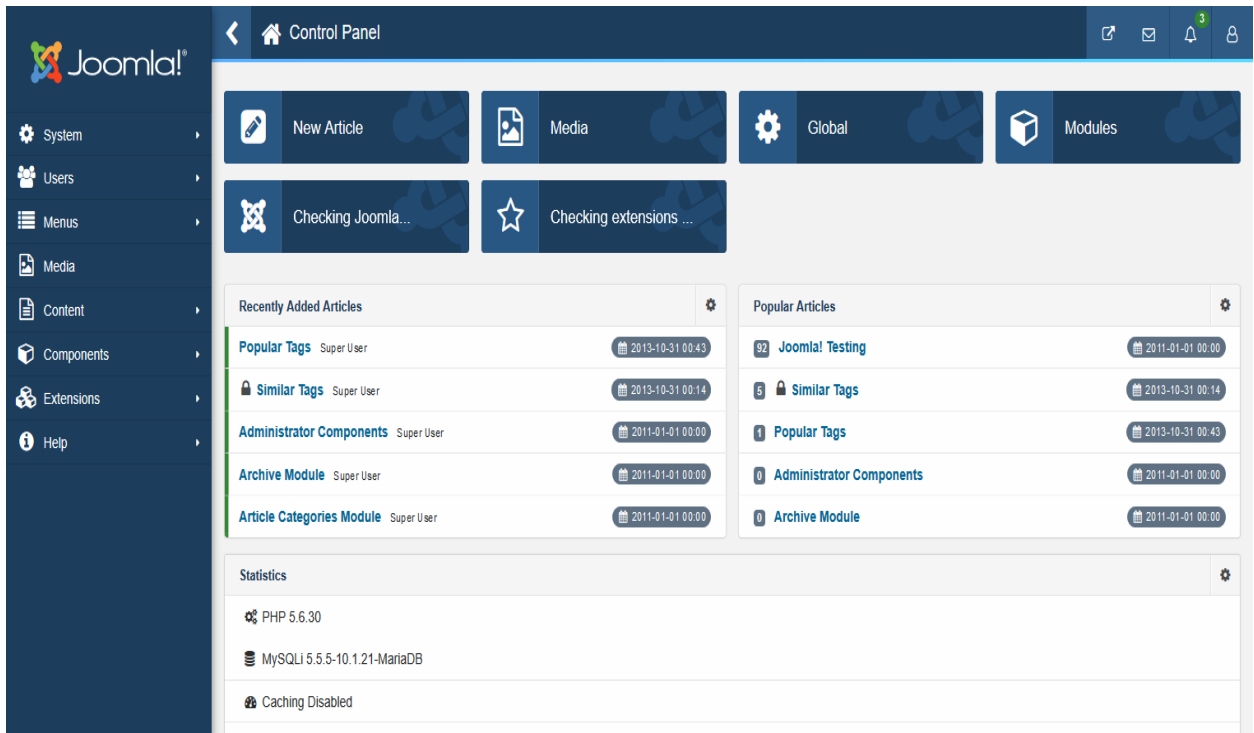 Joomla!®
Control Panel
3
System
Users
Menus
Media
Content
Components
Extensions
Help
New Article
Media
Global
Modules
Checking Joomla...
Checking extensions ...
Recently Added Articles
Popular Tags Super User 2013-10-31 00:43
Similar Tags Super User 2013-10-31 00:14
Administrator Components Super User 2011-01-01 00:00
Archive Module Super User 2011-01-01 00:00
Article Categories Module Super User 2011-01-01 00:00
Popular Articles
92 Joomla! Testing 2011-01-01 00:00
5 Similar Tags 2013-10-31 00:14
1 Popular Tags 2013-10-31 00:43
0 Administrator Components 2011-01-01 00:00
0 Archive Module 2011-01-01 00:00
Statistics
PHP 5.6.30
MySQLi 5.5.5-10.1.21-MariaDB
Caching Disabled